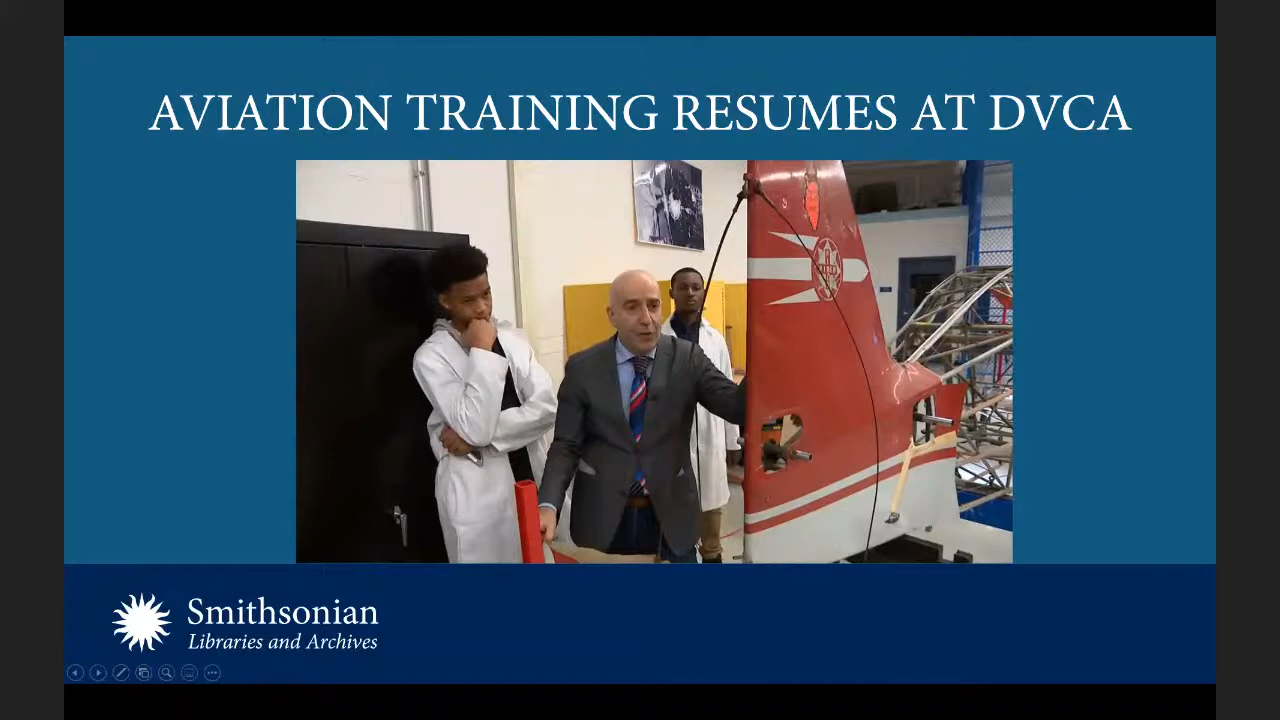 AVIATION TRAINING RESUMES AT DVCA
Smithsonian
Libraries and Archives